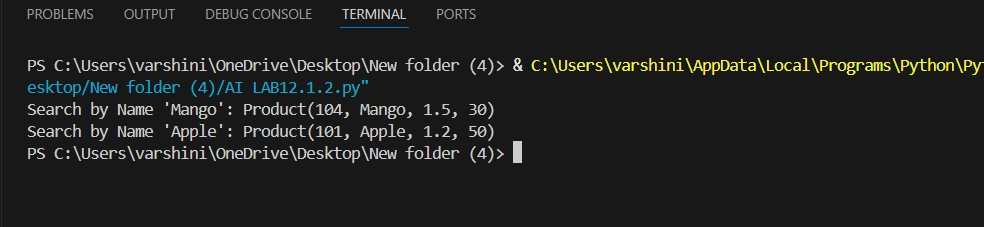 PROBLEMS OUTPUT DEBUG CONSOLE TERMINAL PORTS
PS C:\Users\varshini\OneDrive\Desktop\New folder (4)> & C:\Users\varshini\AppData\Local\Programs\Python\Pyt
esktop/New folder (4)/AI LAB12.1.2.py"
Search by Name 'Mango': Product(104, Mango, 1.5, 30)
Search by Name 'Apple': Product(101, Apple, 1.2, 50)
PS C:\Users\varshini\OneDrive\Desktop\New folder (4)>